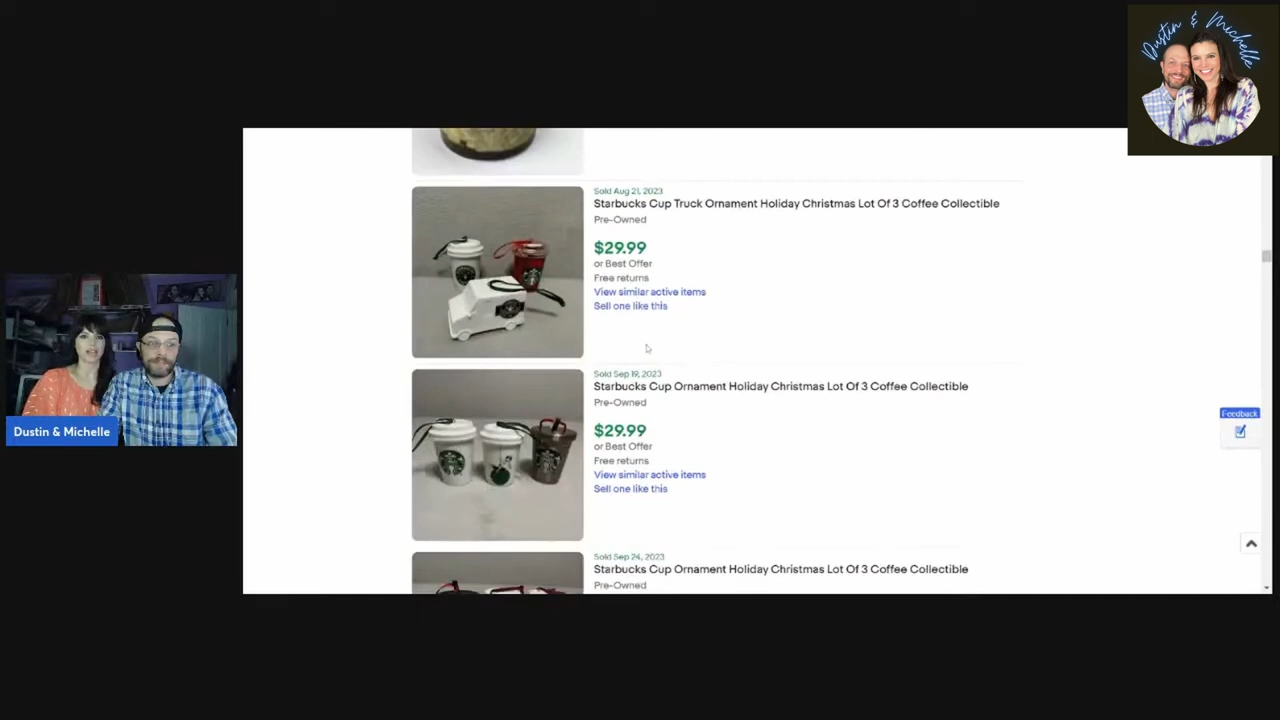 Dustin & Michelle
Sold Aug 21, 2023
Starbucks Cup Truck Ornament Holiday Christmas Lot Of 3 Coffee Collectible
Pre-Owned
$29.99
or Best Offer
Free returns
View similar active items
Sell one like this
Sold Sep 19, 2023
Starbucks Cup Ornament Holiday Christmas Lot Of 3 Coffee Collectible
Pre-Owned
$29.99
or Best Offer
Free returns
View similar active items
Sell one like this
Feedback
Dustin & Michelle
Sold Sep 24, 2023
Starbucks Cup Ornament Holiday Christmas Lot Of 3 Coffee Collectible
Pre-Owned